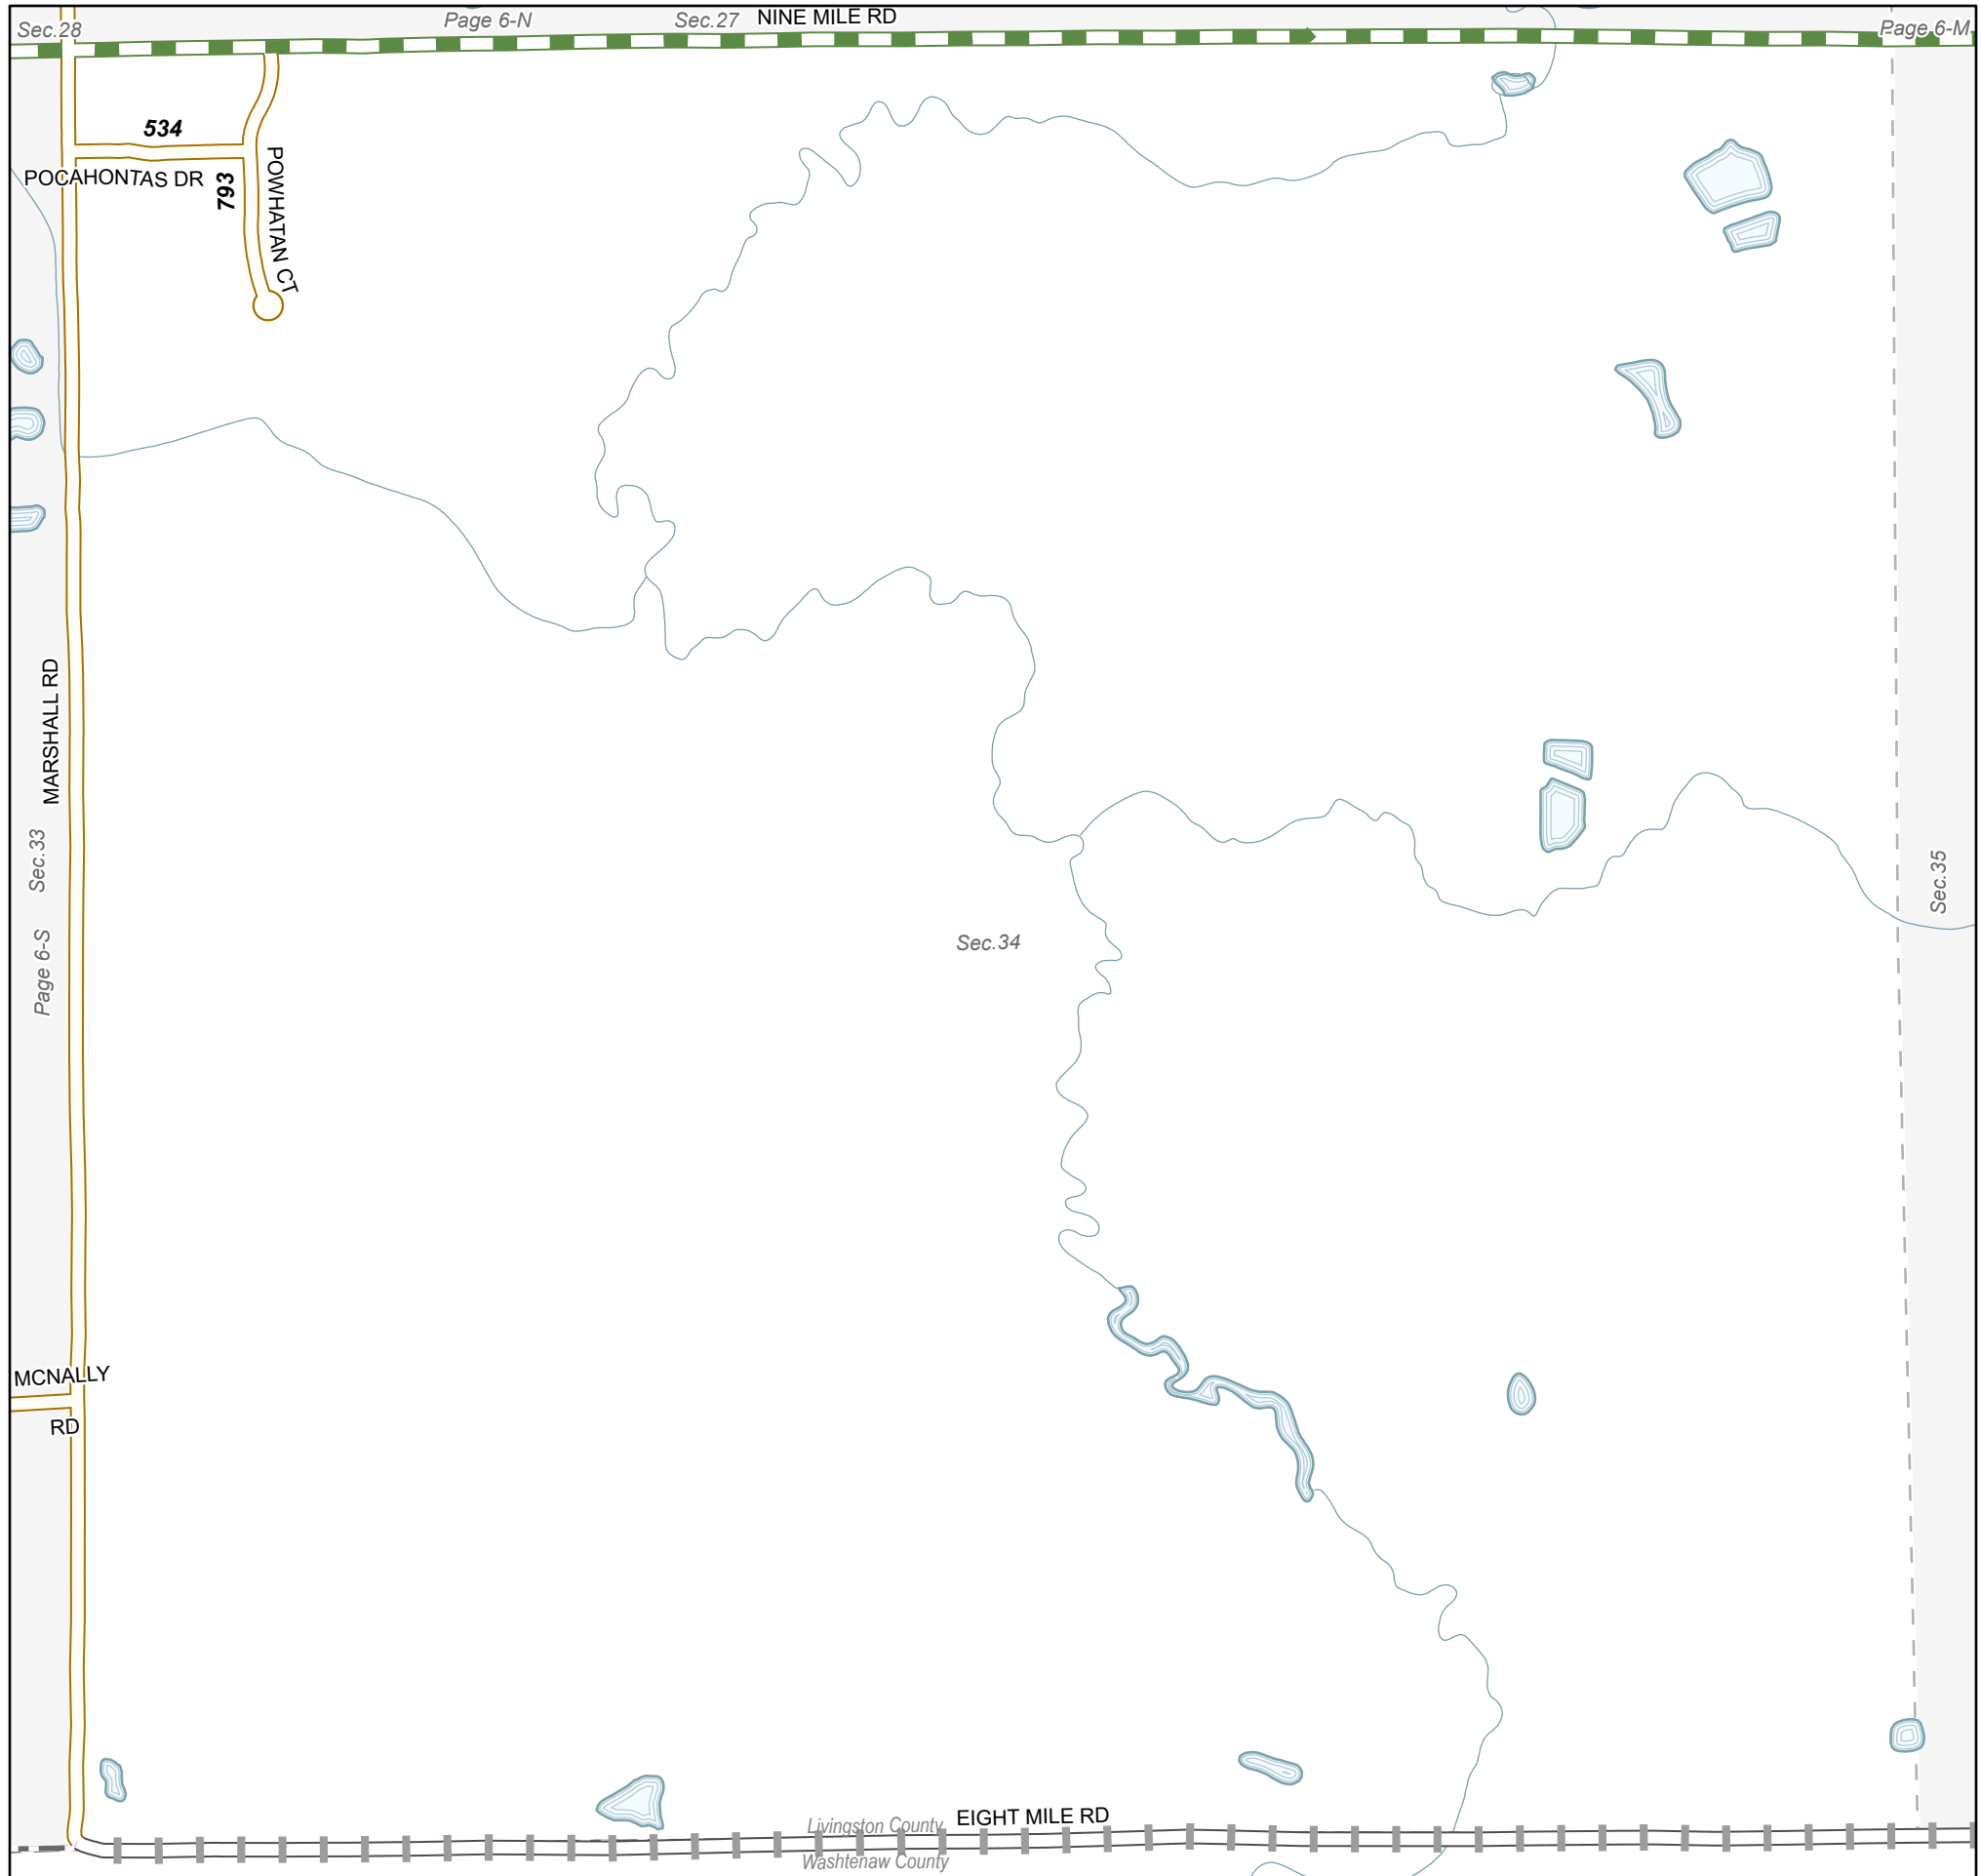 Sec.28
Page 6-N
Sec.27
NINE MILE RD
Page 6-M
534
POCAHONTAS DR
793
POWHATAN CT
MARSHALL RD
Sec.33
Page 6-S
Sec.34
Sec.35
MCNALLY
RD
Livingston County
EIGHT MILE RD
Washtenaw County